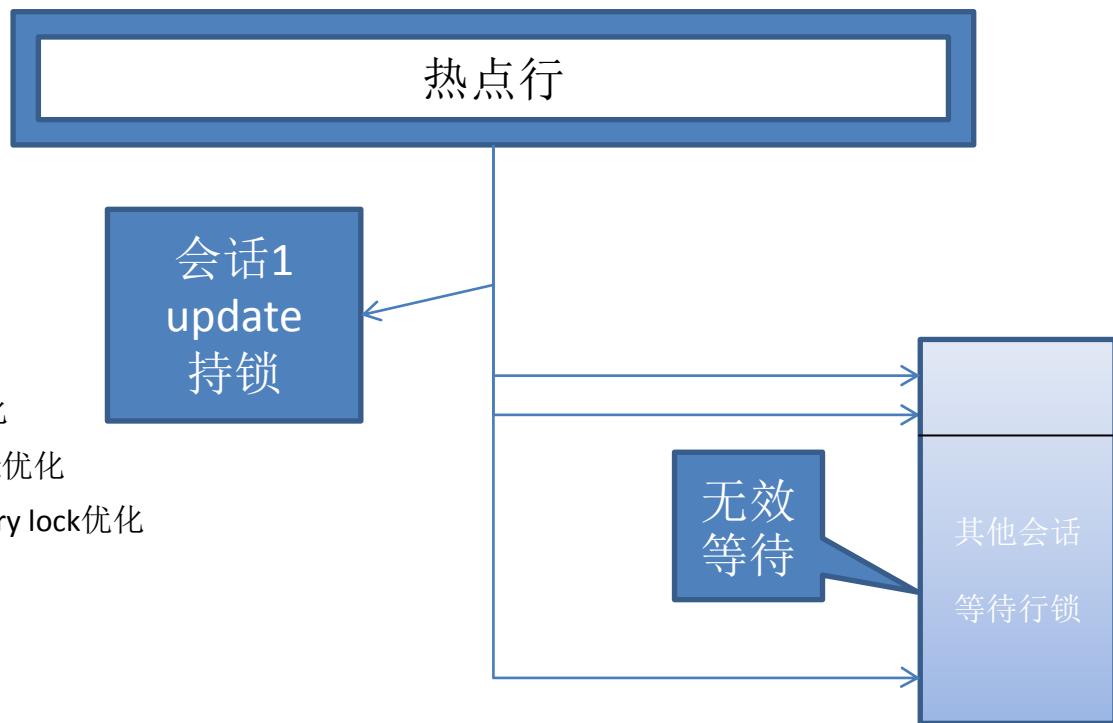 热点行
会话1
update
持锁
化
优化
ry lock优化
无效
等待
其他会话
等待行锁